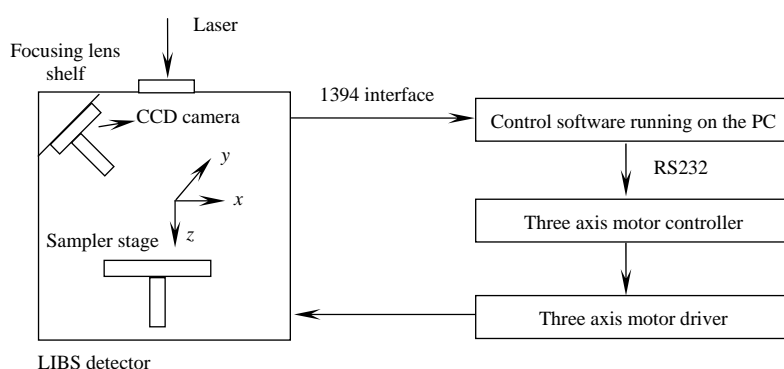 Laser
Focusing lens
shelf
1394 interface
CCD camera
Control software running on the PC
RS232
y
x
z
Three axis motor controller
Sampler stage
Three axis motor driver
LIBS detector